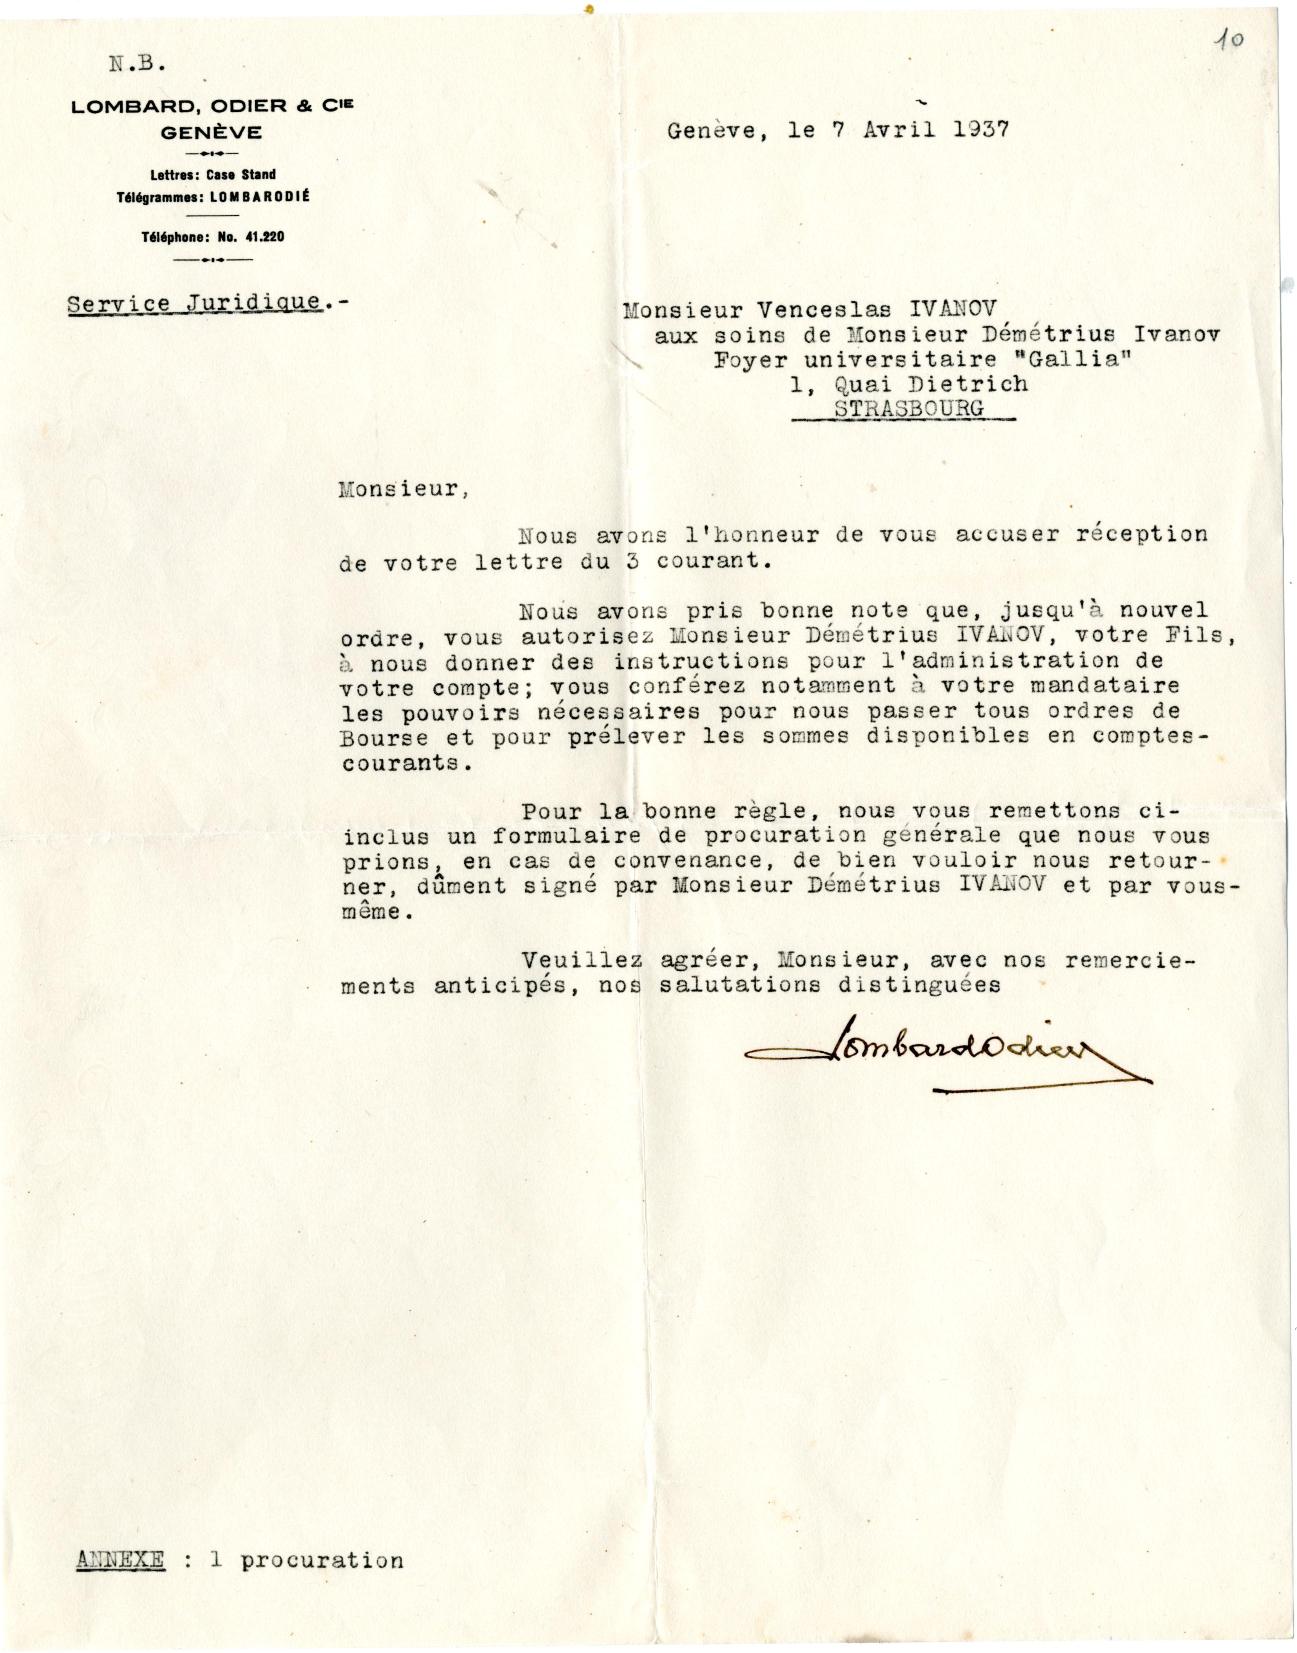 10
N.B.
LOMBARD, ODIER & CIE
GENÈVE
Lettres: Case Stand
Télégrammes: LOMBARODIÉ
Téléphone: No. 41.220
Service Juridique.-
Genève, le 7 Avril 1937
Monsieur Venceslas IVANOV
aux soins de Monsieur Démétrius Ivanov
Foyer universitaire "Gallia"
1, Quai Dietrich
STRASBOURG
Monsieur,
Nous avons l'honneur de vous accuser réception
de votre lettre du 3 courant.
Nous avons pris bonne note que, jusqu'à nouvel
ordre, vous autorisez Monsieur Démétrius IVANOV, votre Fils,
à nous donner des instructions pour l'administration de
votre compte; vous conférez notamment à votre mandataire
les pouvoirs nécessaires pour nous passer tous ordres de
Bourse et pour prélever les sommes disponibles en comptes-
courants.
Pour la bonne règle, nous vous remettons ci-
inclus un formulaire de procuration générale que nous vous
prions, en cas de convenance, de bien vouloir nous retour-
ner, dûment signé par Monsieur Démétrius IVANOV et par vous-
même.
Veuillez agréer, Monsieur, avec nos remercie-
ments anticipés, nos salutations distinguées
LombardOdier
ANNEXE : 1 procuration